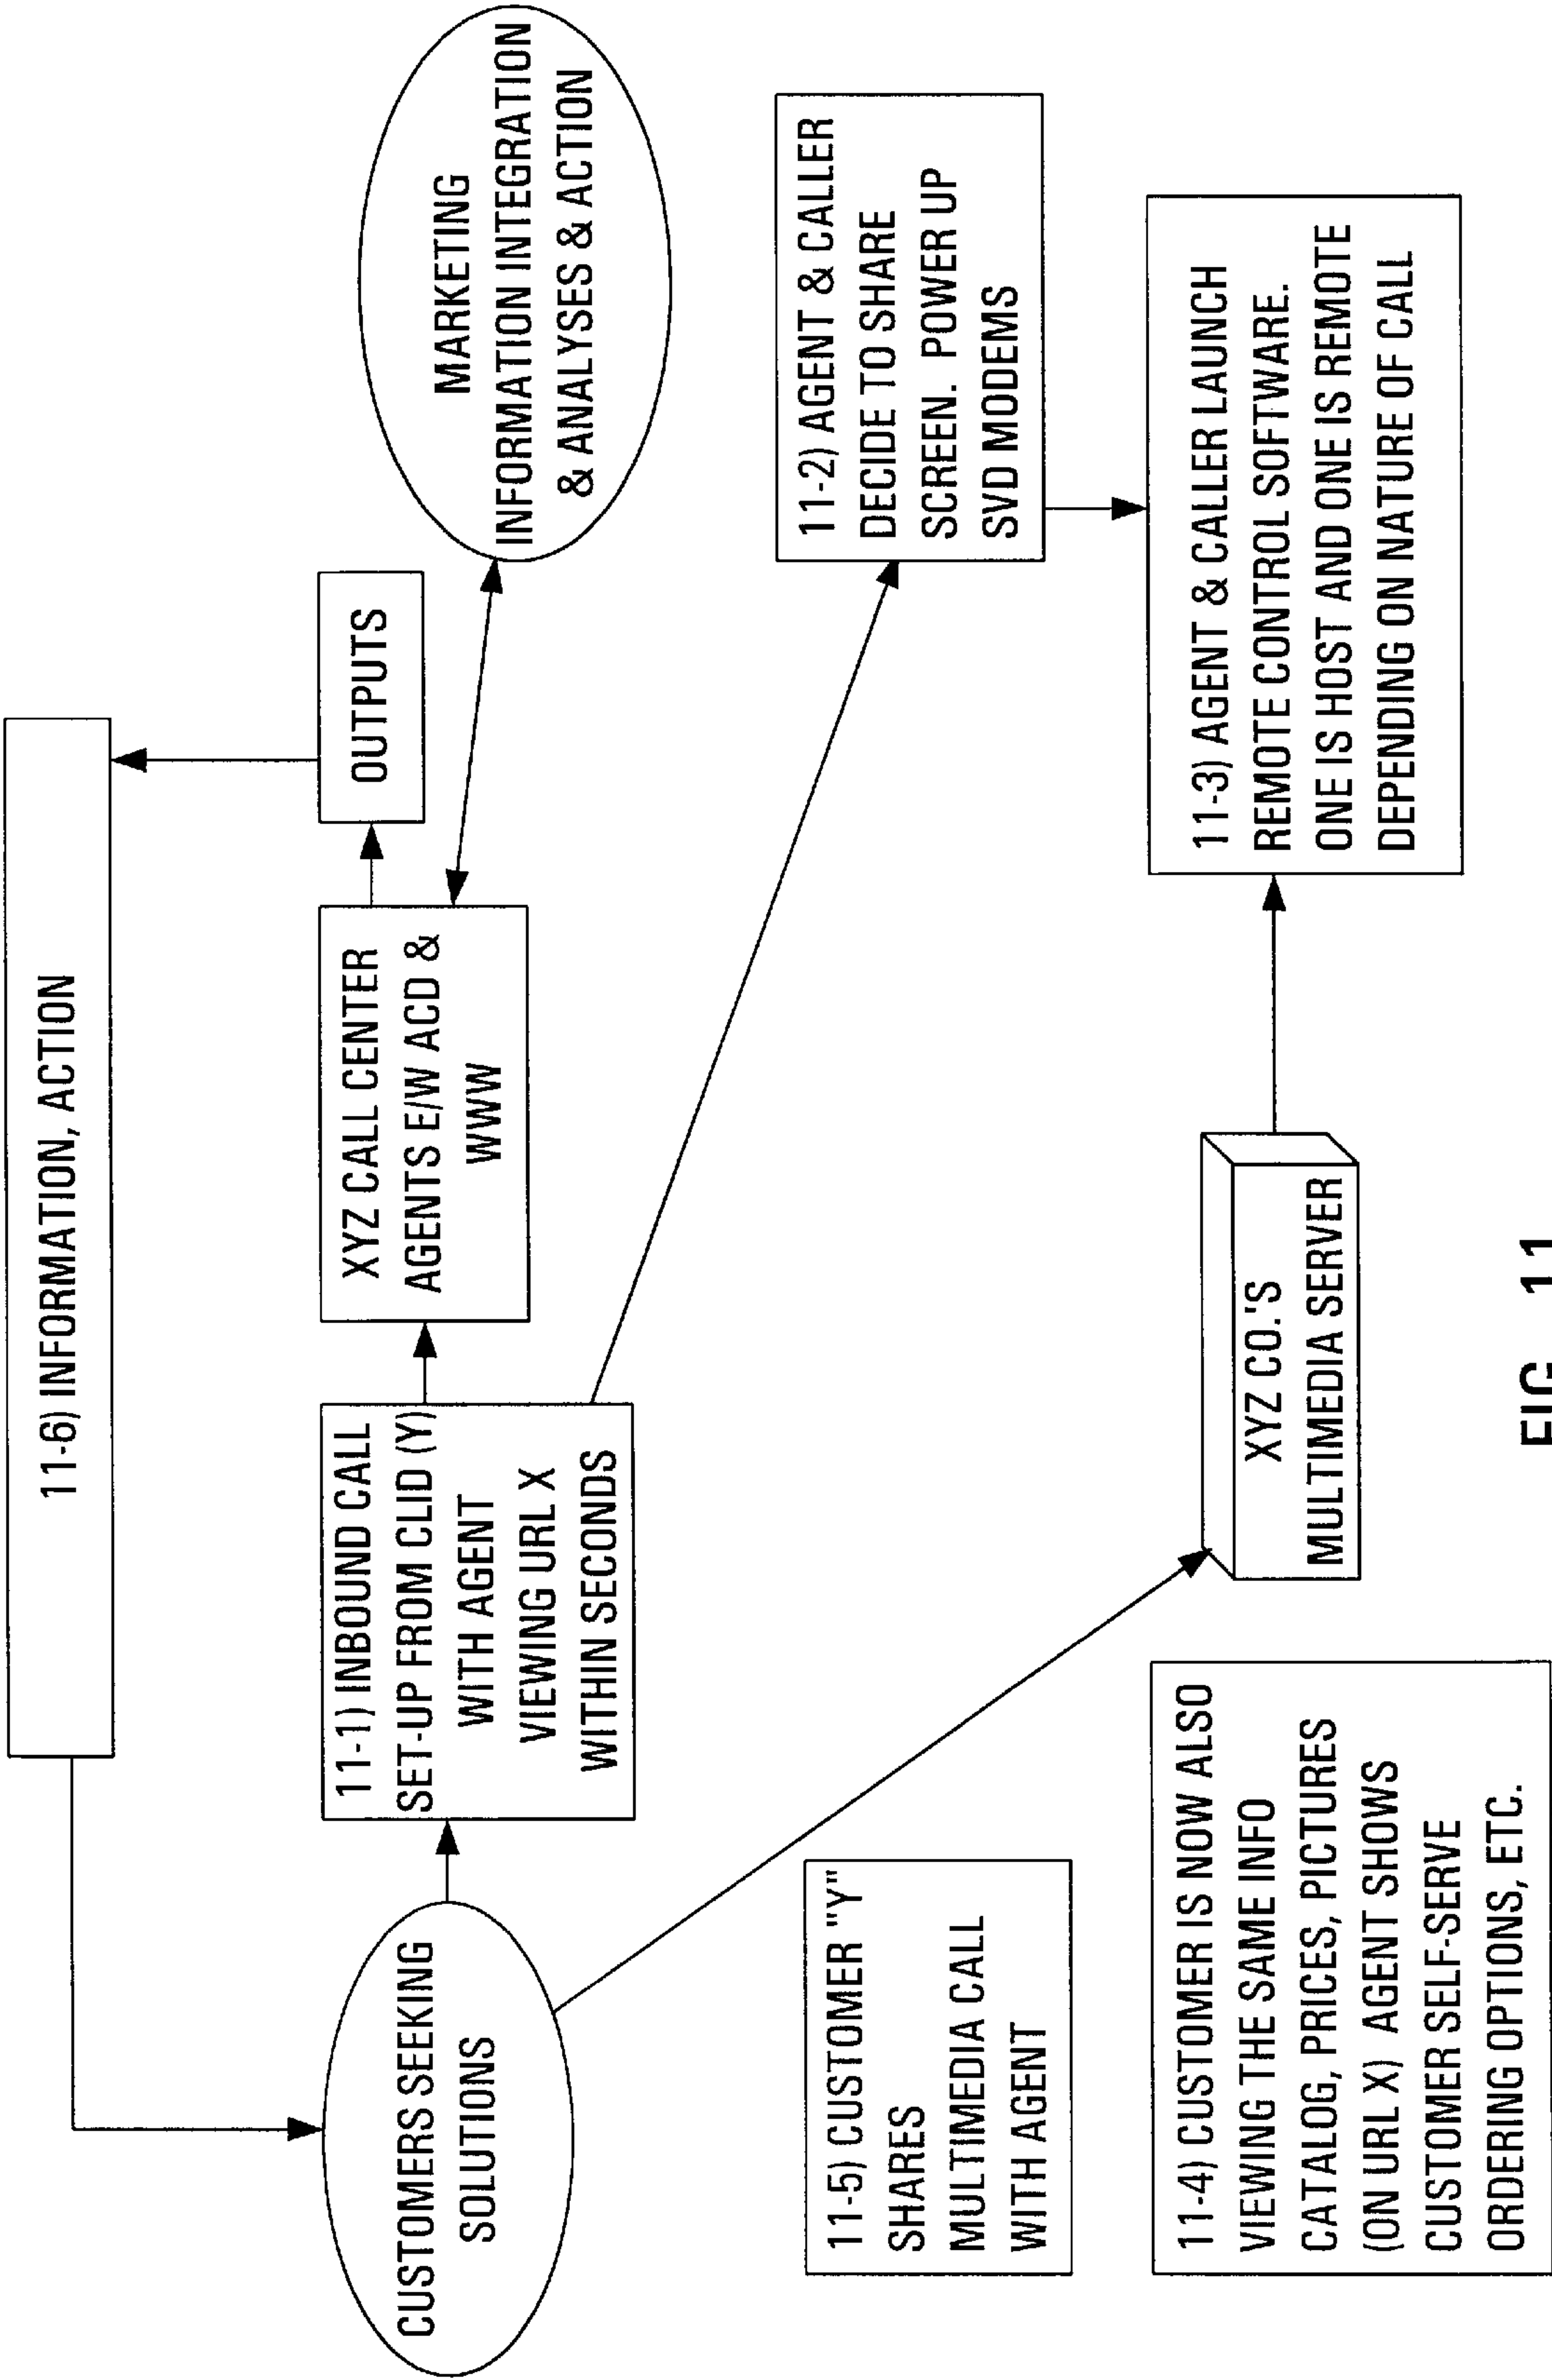 11-6) INFORMATION, ACTION
CUSTOMERS SEEKING
SOLUTIONS
11-1) INBOUND CALL
SET-UP FROM CLID (Y)
WITH AGENT
VIEWING URL X
WITHIN SECONDS
XYZ CALL CENTER
AGENTS E/W ACD &
WWW
OUTPUTS
MARKETING
INFORMATION INTEGRATION
& ANALYSES & ACTION
11-5) CUSTOMER "Y"
SHARES
MULTIMEDIA CALL
WITH AGENT
11-2) AGENT & CALLER
DECIDE TO SHARE
SCREEN. POWER UP
SVD MODEMS
11-4) CUSTOMER IS NOW ALSO
VIEWING THE SAME INFO
CATALOG, PRICES, PICTURES
(ON URL X) AGENT SHOWS
CUSTOMER SELF-SERVE
ORDERING OPTIONS, ETC.
XYZ CO.'S
MULTIMEDIA SERVER
11-3) AGENT & CALLER LAUNCH
REMOTE CONTROL SOFTWARE.
ONE IS HOST AND ONE IS REMOTE
DEPENDING ON NATURE OF CALL
FIG. 11